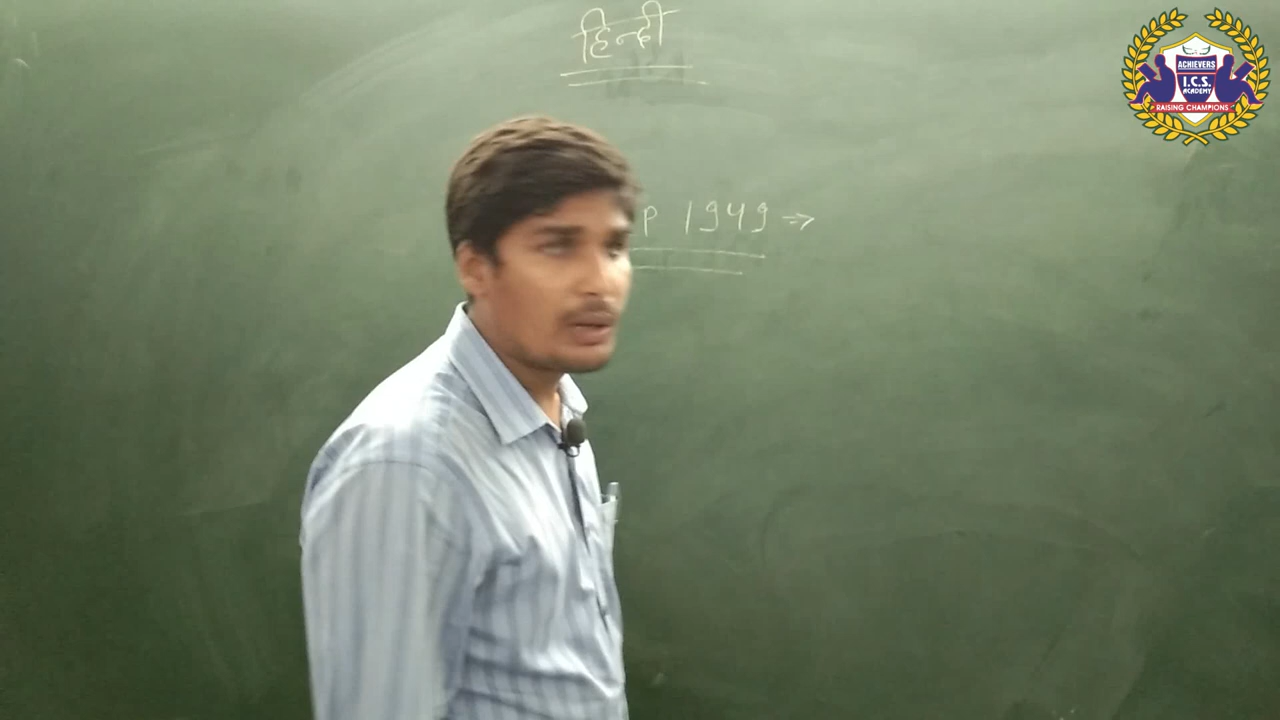 हिन्दी
P 1949 →
ACHIEVERS
I.C.S.
ACADEMY
RAISING CHAMPIONS